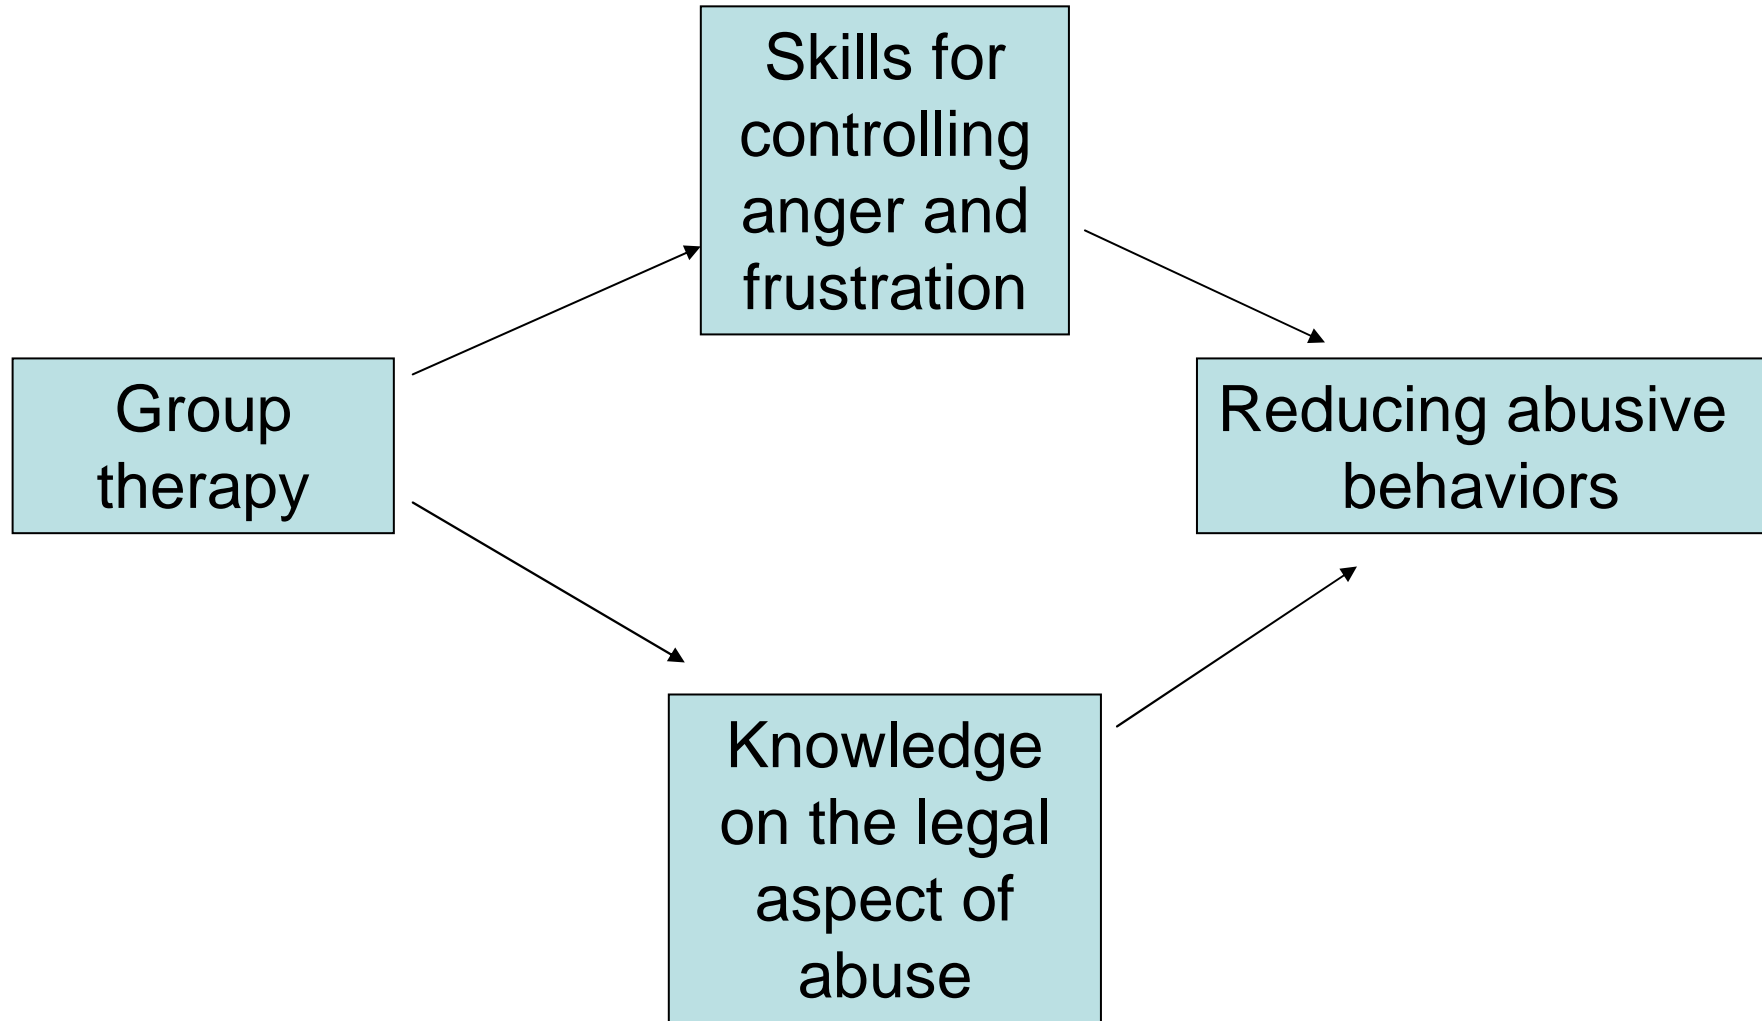 Skills for
controlling
anger and
frustration
Group
therapy
Reducing abusive
behaviors
Knowledge
on the legal
aspect of
abuse